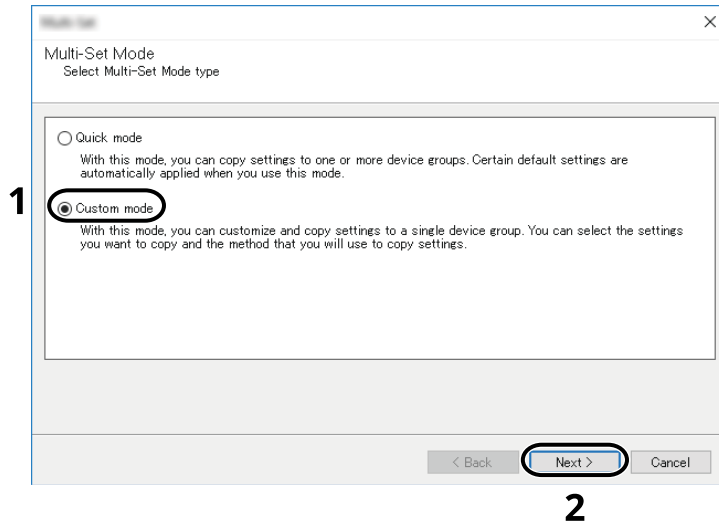 Multi-Set Mode
Select Multi-Set Mode type
Quick mode
With this mode, you can copy settings to one or more device groups. Certain default settings are
automatically applied when you use this mode.
1
Custom mode
With this mode, you can customize and copy settings to a single device group. You can select the settings
you want to copy and the method that you will use to copy settings.
< Back
Next >
Cancel
2